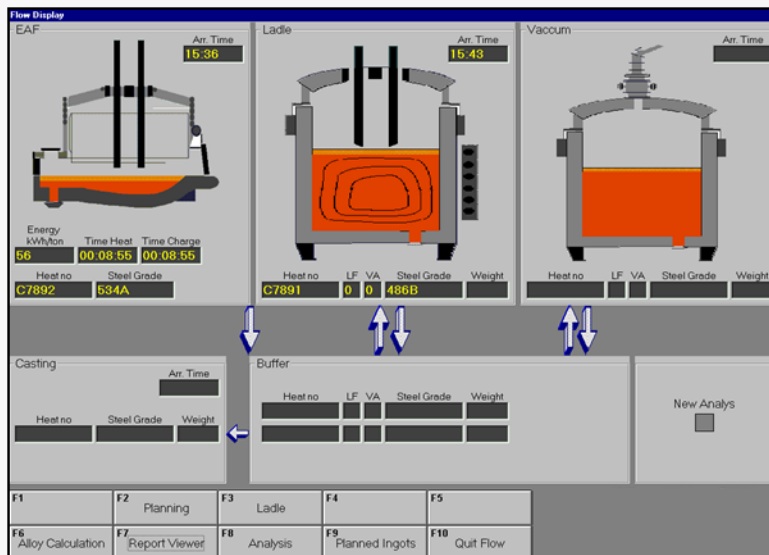 Flow Display
EAF
Arr. Time
15:36
Energy
kWh/ton
Time Heat
Time Charge
56
00:08:55
00:08:55
Heat no
Steel Grade
C7892
534A
Ladle
Arr. Time
15:43
Heat no
LF
VA
Steel Grade
Weight
C7891
0
0
486B
Vaccum
Arr. Time
Heat no
LF
VA
Steel Grade
Weight
Casting
Arr. Time
Heat no
Steel Grade
Weight
Buffer
Heat no
LF
VA
Steel Grade
Weight
New Analys
F1
F2
Planning
F3
Ladle
F4
F5
F6
Alloy Calculation
F7
Report Viewer
F8
Analysis
F9
Planned Ingots
F10
Quit Flow